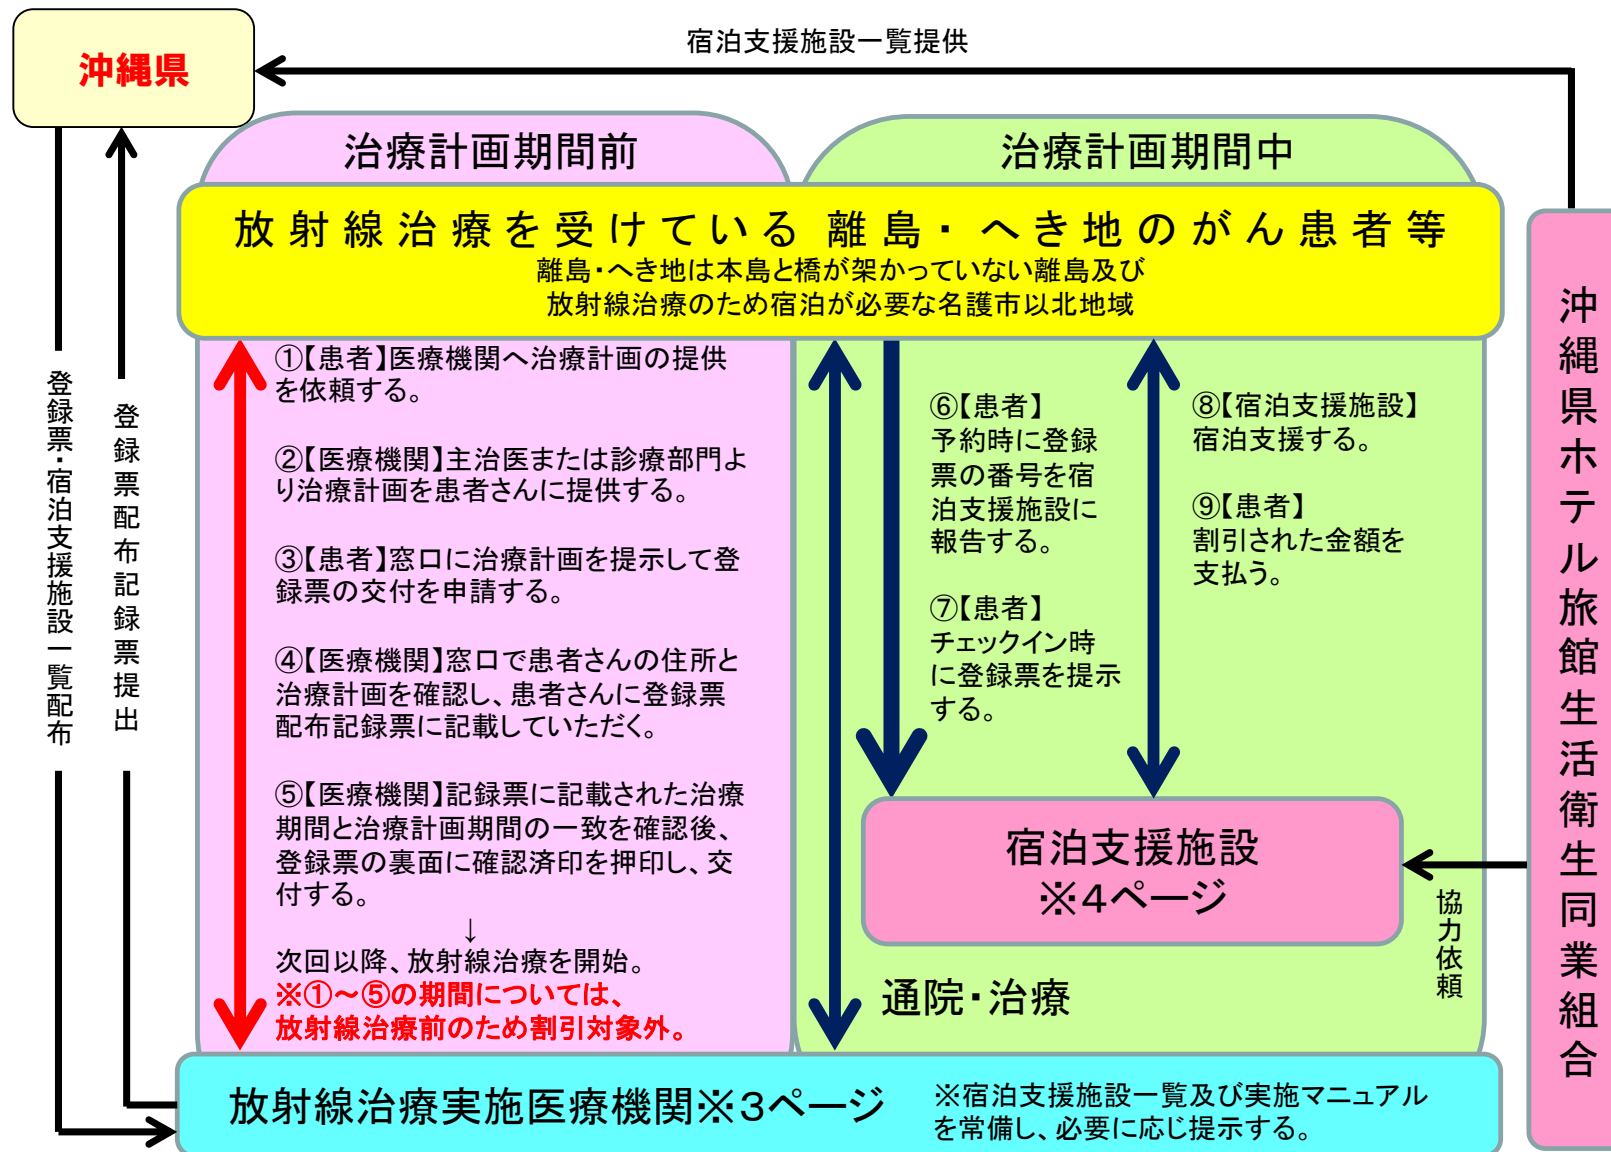 沖縄県
宿泊支援施設一覧提供
治療計画期間前
治療計画期間中
放射線治療を受けている 離島・へき地のがん患者等
離島・へき地は本島と橋が架かっていない離島及び
放射線治療のため宿泊が必要な名護市以北地域
登録票・宿泊支援施設一覧配布
登録票配布記録票提出
①【患者】医療機関へ治療計画の提供
を依頼する。
②【医療機関】主治医または診療部門よ
り治療計画を患者さんに提供する。
③【患者】窓口に治療計画を提示して登
録票の交付を申請する。
④【医療機関】窓口で患者さんの住所と
治療計画を確認し、患者さんに登録票
配布記録票に記載していただく。
⑤【医療機関】記録票に記載された治療
期間と治療計画期間の一致を確認後、
登録票の裏面に確認済印を押印し、交
付する。
↓
次回以降、放射線治療を開始。
※①～⑤の期間については、
放射線治療前のため割引対象外。
⑥【患者】
予約時に登録
票の番号を宿
泊支援施設に
報告する。
⑦【患者】
チェックイン時
に登録票を提示
する。
⑧【宿泊支援施設】
宿泊支援する。
⑨【患者】
割引された金額を
支払う。
宿泊支援施設
※4ページ
協力依頼
通院・治療
沖縄県ホテル旅館生活衛生同業組合
放射線治療実施医療機関※3ページ
※宿泊支援施設一覧及び実施マニュアル
を常備し、必要に応じ提示する。